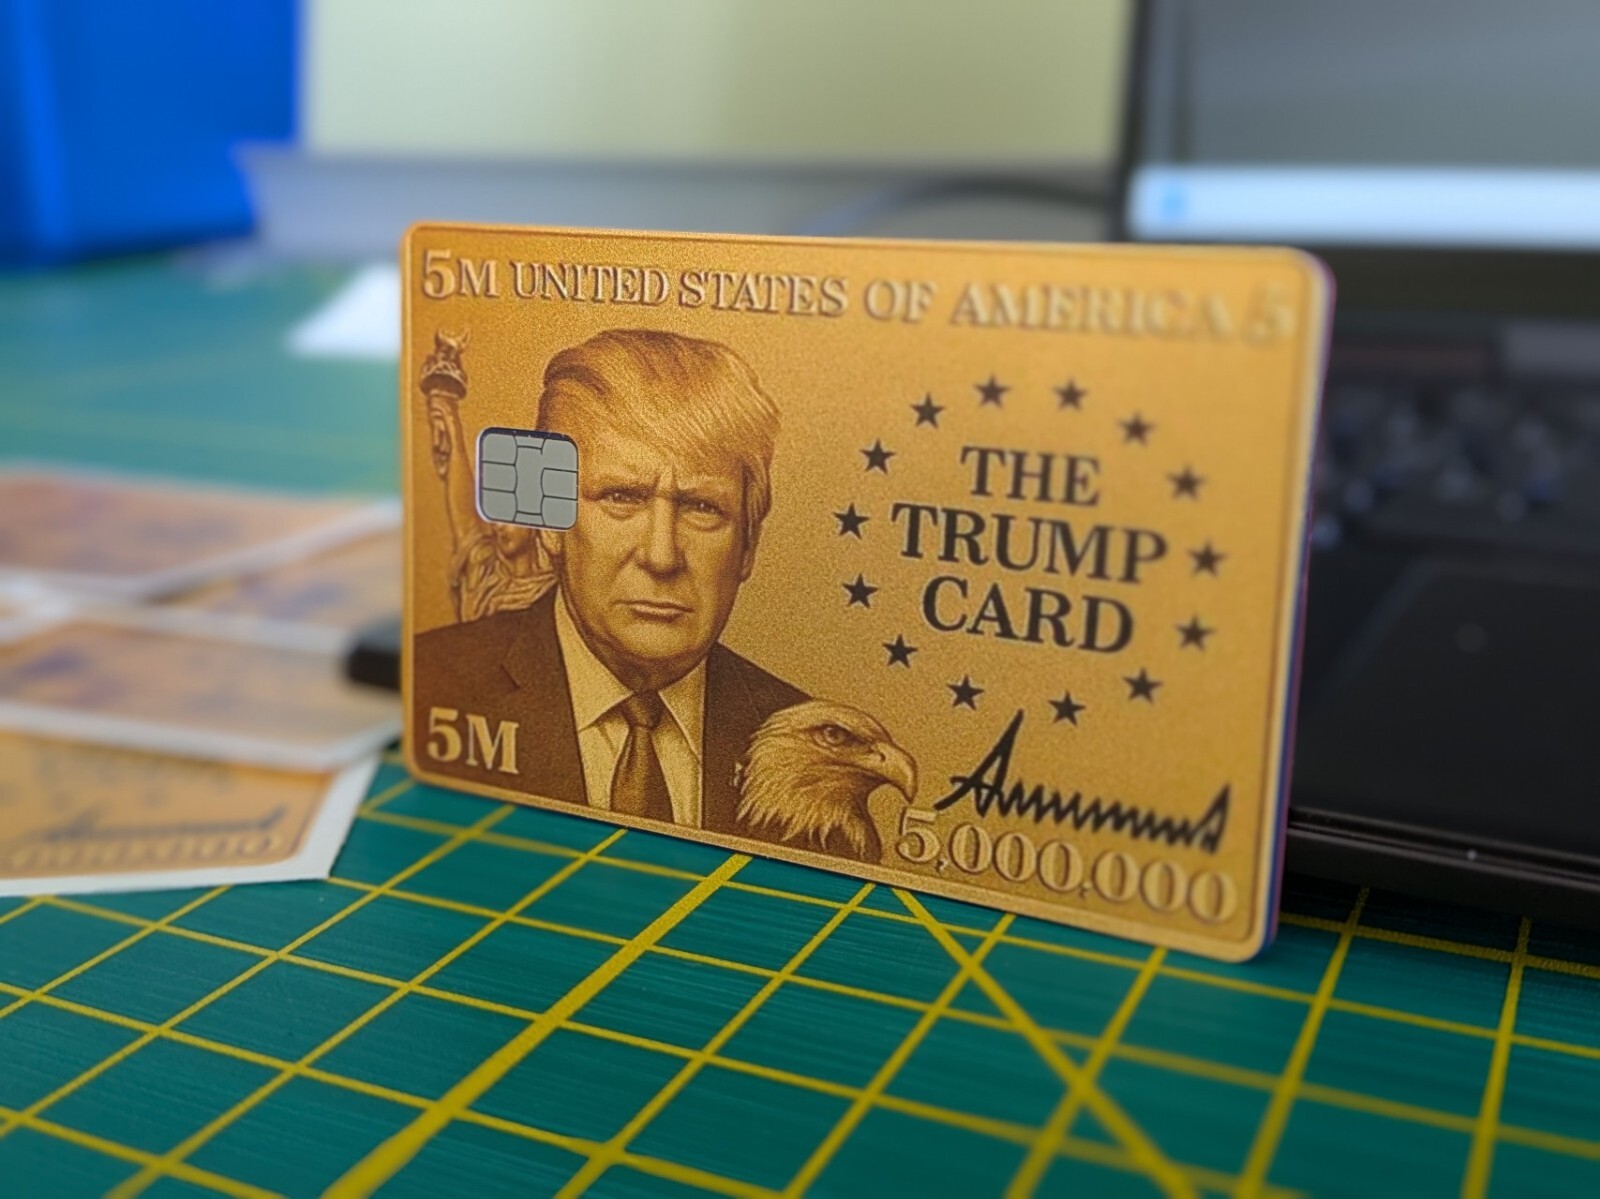 5M UNITED STATES OF AMERICA 5
THE
TRUMP
CARD
5M
5,000,000